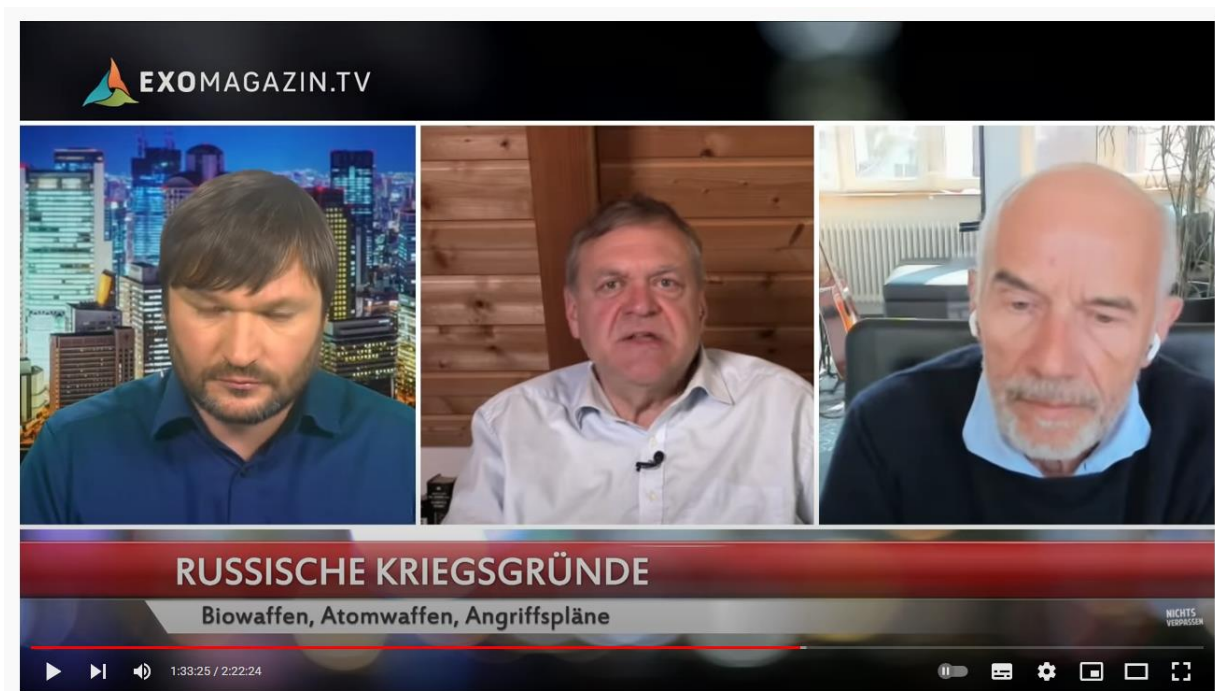 EXOMAGAZIN.TV
RUSSISCHE KRIEGSGRÜNDE
Biowaffen, Atomwaffen, Angriffspläne
NICHTS
VERPASSEN
1:33:25 / 2:22:24